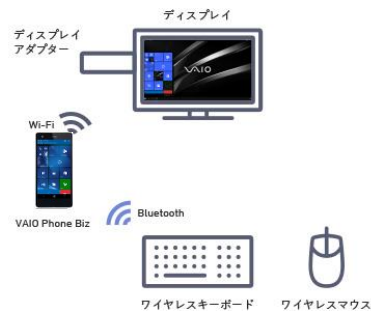 ディスプレイ
ディスプレイ
アダプター
VAIO
Wi-Fi
VAIO Phone Biz
Bluetooth
ワイヤレスキーボード
ワイヤレスマウス